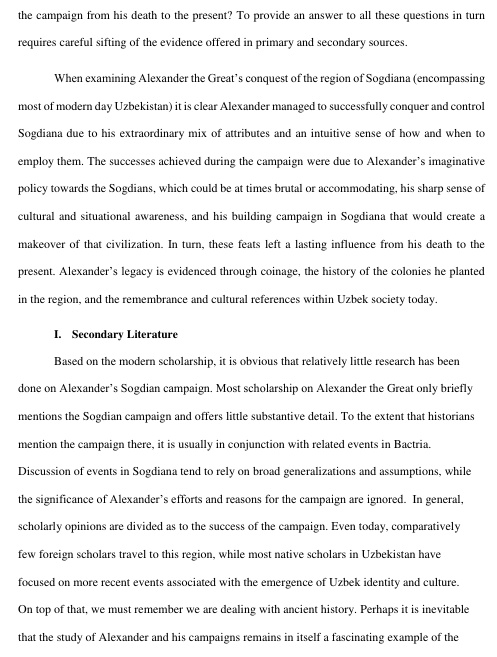 the campaign from his death to the present? To provide an answer to all these questions in turn
requires careful sifting of the evidence offered in primary and secondary sources.
When examining Alexander the Great's conquest of the region of Sogdiana (encompassing
most of modern day Uzbekistan) it is clear Alexander managed to successfully conquer and control
Sogdiana due to his extraordinary mix of attributes and an intuitive sense of how and when to
employ them. The successes achieved during the campaign were due to Alexander's imaginative
policy towards the Sogdians, which could be at times brutal or accommodating, his sharp sense of
cultural and situational awareness, and his building campaign in Sogdiana that would create a
makeover of that civilization. In turn, these feats left a lasting influence from his death to the
present. Alexander's legacy is evidenced through coinage, the history of the colonies he planted
in the region, and the remembrance and cultural references within Uzbek society today.
I. Secondary Literature
Based on the modern scholarship, it is obvious that relatively little research has been
done on Alexander's Sogdian campaign. Most scholarship on Alexander the Great only briefly
mentions the Sogdian campaign and offers little substantive detail. To the extent that historians
mention the campaign there, it is usually in conjunction with related events in Bactria.
Discussion of events in Sogdiana tend to rely on broad generalizations and assumptions, while
the significance of Alexander's efforts and reasons for the campaign are ignored. In general,
scholarly opinions are divided as to the success of the campaign. Even today, comparatively
few foreign scholars travel to this region, while most native scholars in Uzbekistan have
focused on more recent events associated with the emergence of Uzbek identity and culture.
On top of that, we must remember we are dealing with ancient history. Perhaps it is inevitable
that the study of Alexander and his campaigns remains in itself a fascinating example of the